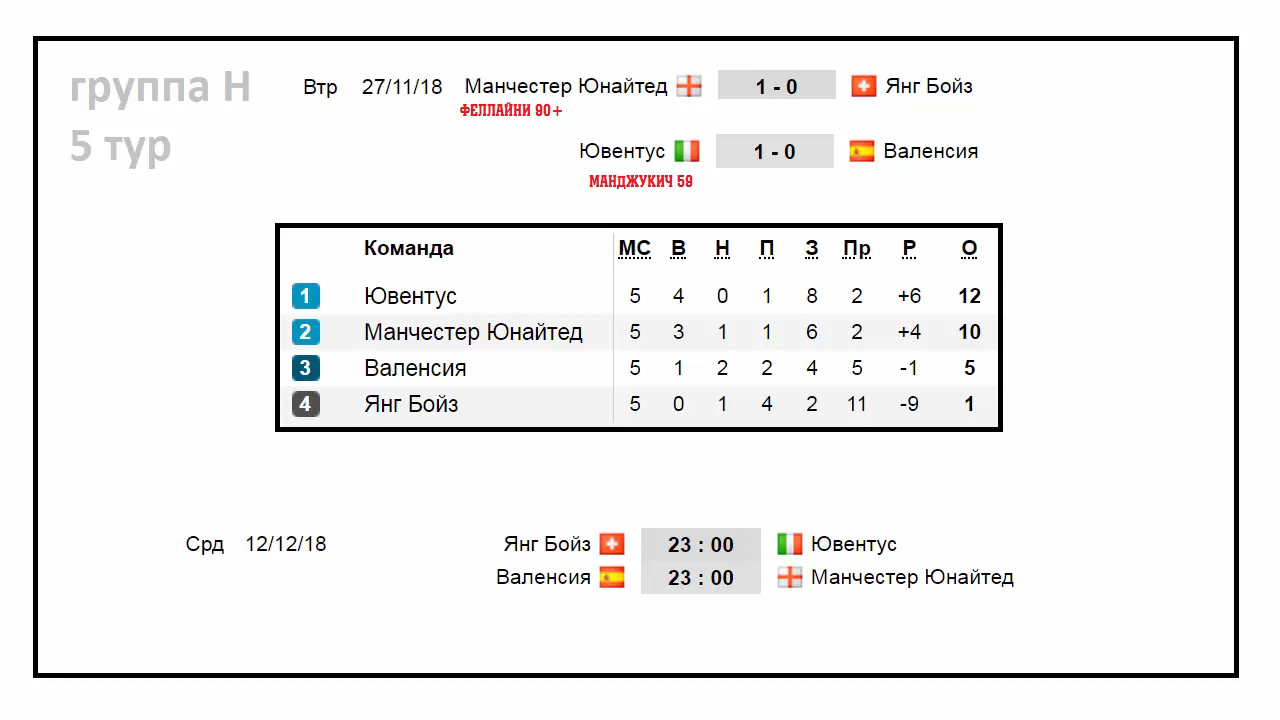 группа H
5 тур
Втр 27/11/18 Манчестер Юнайтед 1 - 0 Янг Бойз
ФЕЛЛАЙНИ 90+
Ювентус 1 - 0 Валенсия
МАНДЖУКИЧ 59
Команда МС В Н П З Пр Р О
1 Ювентус 5 4 0 1 8 2 +6 12
2 Манчестер Юнайтед 5 3 1 1 6 2 +4 10
3 Валенсия 5 1 2 2 4 5 -1 5
4 Янг Бойз 5 0 1 4 2 11 -9 1
Срд 12/12/18 Янг Бойз 23 : 00 Ювентус
Валенсия 23 : 00 Манчестер Юнайтед